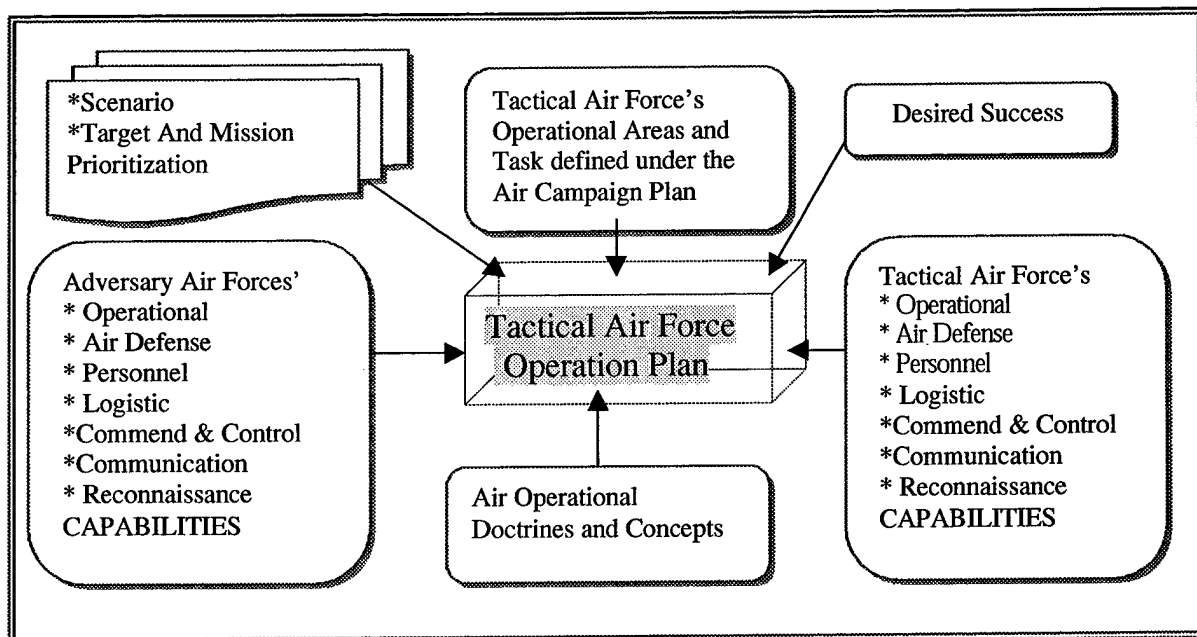 *Scenario
*Target And Mission
Prioritization
Tactical Air Force's
Operational Areas and
Task defined under the
Air Campaign Plan
Desired Success
Adversary Air Forces'
* Operational
* Air Defense
* Personnel
* Logistic
*Commend & Control
*Communication
* Reconnaissance
CAPABILITIES
Tactical Air Force
Operation Plan
Tactical Air Force's
* Operational
* Air Defense
* Personnel
* Logistic
*Commend & Control
*Communication
* Reconnaissance
CAPABILITIES
Air Operational
Doctrines and Concepts